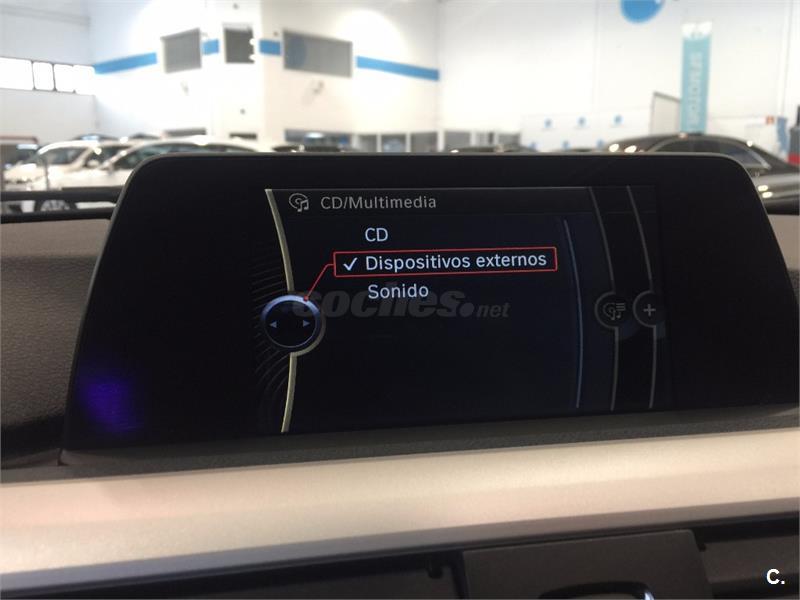 CD/Multimedia
CD
✓ Dispositivos externos
Sonido
coches.net
C.